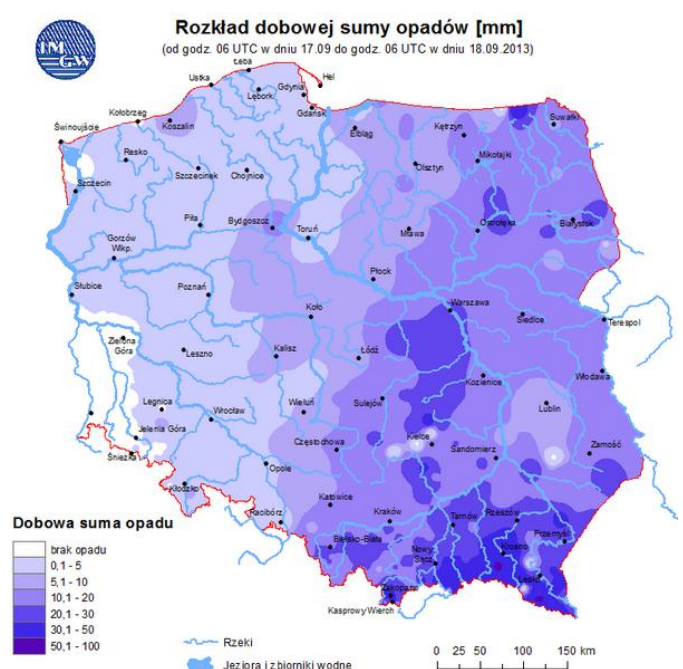 Rozkład dobowej sumy opadów [mm]
(od godz. 06 UTC w dniu 17.09 do godz. 06 UTC w dniu 18.09.2013)
IM
GW
Łeba
Hel
Ustka
Gdynia
Lębork
Gdańsk
Kołobrzeg
Koszalin
Świnoujście
Elbląg
Kętrzyn
Suwałki
Resko
Szczecinek
Chojnice
Olsztyn
Mikołajki
Szczecin
Piła
Bydgoszcz
Toruń
Mława
Ostrołęka
Białystok
Gorzów
Wlkp.
Płock
Słubice
Poznań
Koło
Warszawa
Siedlce
Terespol
Zielona
Góra
Leszno
Kalisz
Łódź
Kozienice
Włodawa
Legnica
Wrocław
Wieluń
Sulejów
Lublin
Jelenia Góra
Kielce
Częstochowa
Sandomierz
Zamość
Śnieżka
Opole
Kłodzko
Racibórz
Katowice
Kraków
Tarnów
Rzeszów
Przemyśl
Bielsko-Biała
Nowy
Sącz
Krosno
Lesko
Zakopane
Kasprowy Wierch
Dobowa suma opadu
brak opadu
0,1 - 5
5,1 - 10
10,1 - 20
20,1 - 30
30,1 - 50
50,1 - 100
Rzeki
Jeziora i zbiorniki wodne
0 25 50 100 150 km